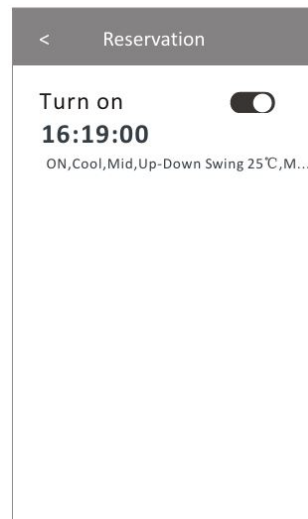 < Reservation
Turn on
16:19:00
ON,Cool,Mid,Up-Down Swing 25℃,M...